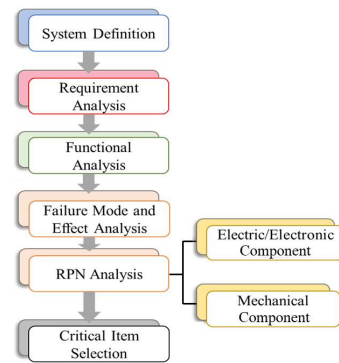 System Definition
Requirement
Analysis
Functional
Analysis
Failure Mode and
Effect Analysis
Electric/Electronic
Component
RPN Analysis
Mechanical
Component
Critical Item
Selection